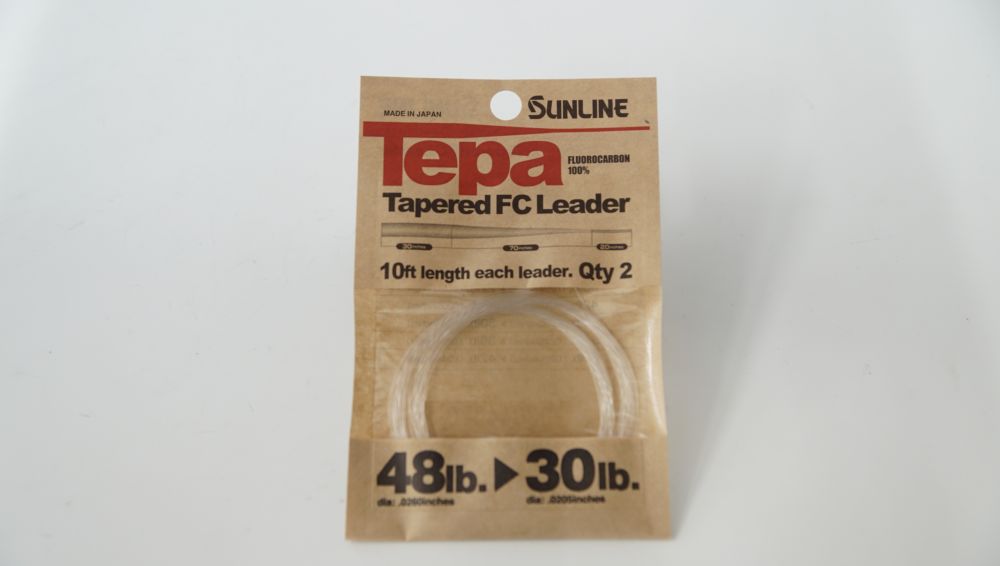 MADE IN JAPAN
SUNLINE
Tepa
FLUOROCARBON
100%
Tapered FC Leader
30inches 70inches 20inches
10ft length each leader. Qty 2
48lb. ▶ 30lb.
dia: .0260inches dia: .0205inches